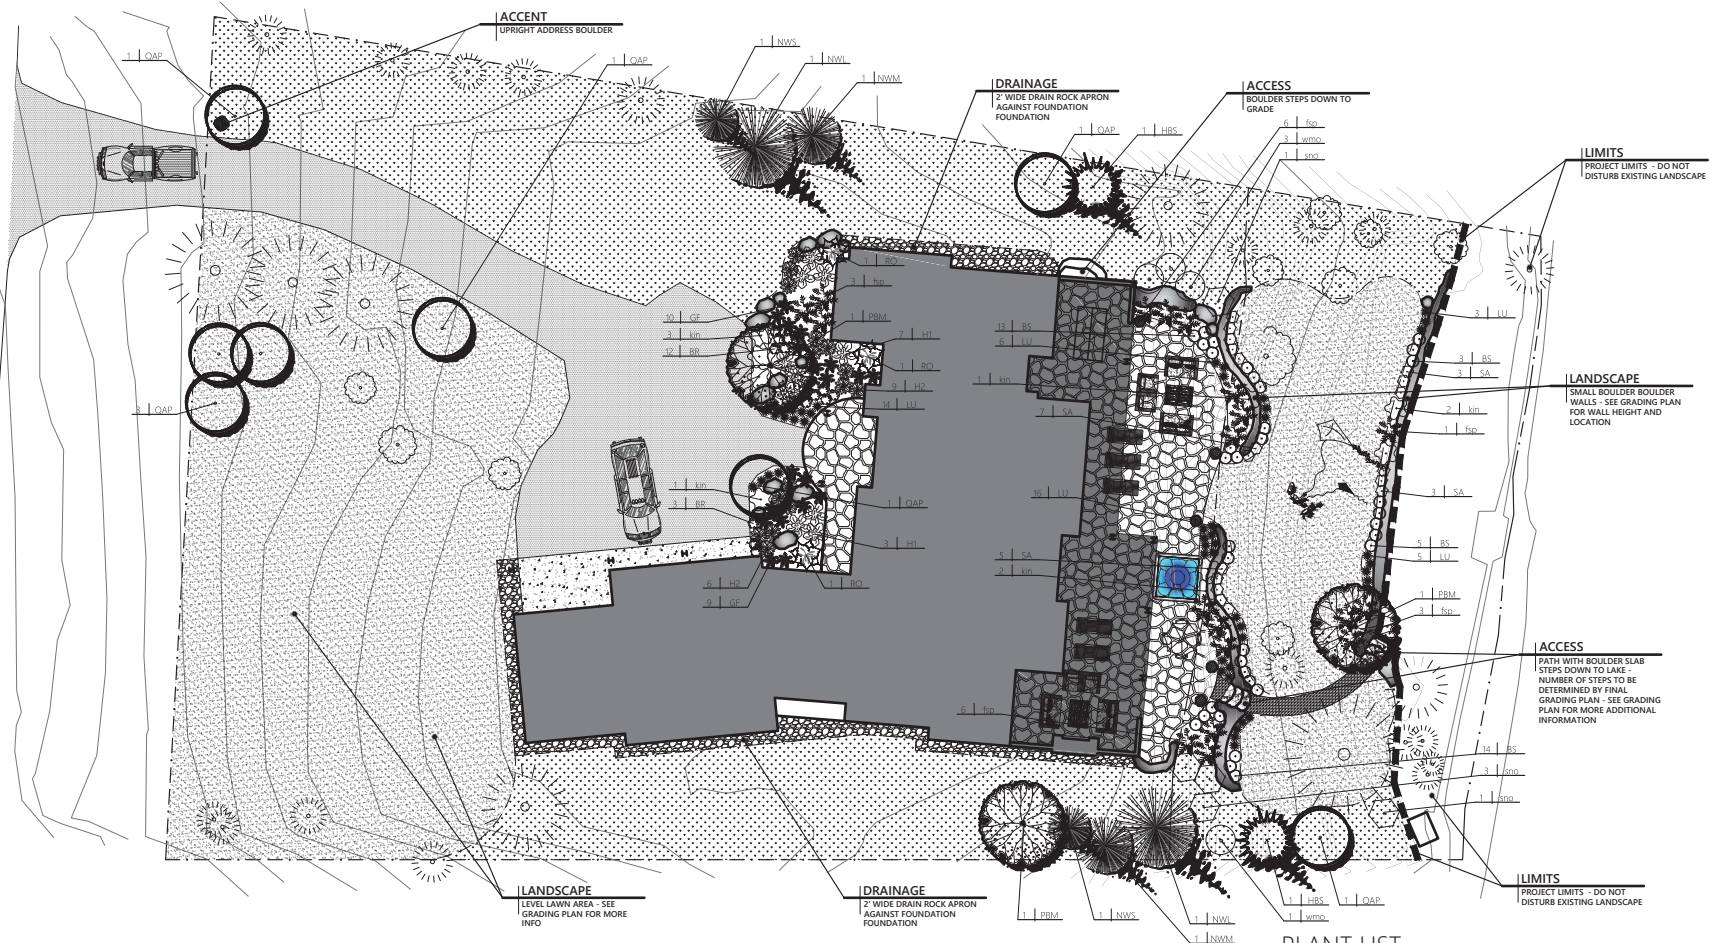 ACCENT
UPRIGHT ADDRESS BOULDER
1 | QAP
1 | QAP
1 | NWS
1 | NWL
1 | NWM
DRAINAGE
2' WIDE DRAIN ROCK APRON
AGAINST FOUNDATION
FOUNDATION
ACCESS
BOULDER STEPS DOWN TO
GRADE
1 | QAP
1 | HBS
6 | fsp
3 | wmo
1 | sno
LIMITS
PROJECT LIMITS - DO NOT
DISTURB EXISTING LANDSCAPE
1 | RO
3 | fsp
1 | PBM
7 | H1
1 | RO
9 | H2
14 | LU
10 | GF
3 | kin
12 | BR
13 | BS
6 | LU
1 | kin
7 | SA
16 | LU
5 | SA
2 | kin
6 | fsp
3 | LU
3 | BS
3 | SA
LANDSCAPE
SMALL BOULDER BOULDER
WALLS - SEE GRADING PLAN
FOR WALL HEIGHT AND
LOCATION
2 | kin
1 | fsp
3 | SA
5 | BS
5 | LU
1 | PBM
3 | fsp
3 | QAP
1 | kin
3 | BR
1 | QAP
3 | H1
1 | RO
6 | H2
9 | GF
H
H
ACCESS
PATH WITH BOULDER SLAB
STEPS DOWN TO LAKE -
NUMBER OF STEPS TO BE
DETERMINED BY FINAL
GRADING PLAN - SEE GRADING
PLAN FOR MORE ADDITIONAL
INFORMATION
14 | BS
3 | sno
1 | sno
LANDSCAPE
LEVEL LAWN AREA - SEE
GRADING PLAN FOR MORE
INFO
DRAINAGE
2' WIDE DRAIN ROCK APRON
AGAINST FOUNDATION
FOUNDATION
1 | PBM
1 | NWS
1 | NWL
1 | NWM
1 | HBS
1 | wmo
1 | QAP
LIMITS
PROJECT LIMITS - DO NOT
DISTURB EXISTING LANDSCAPE
PLANT LIST